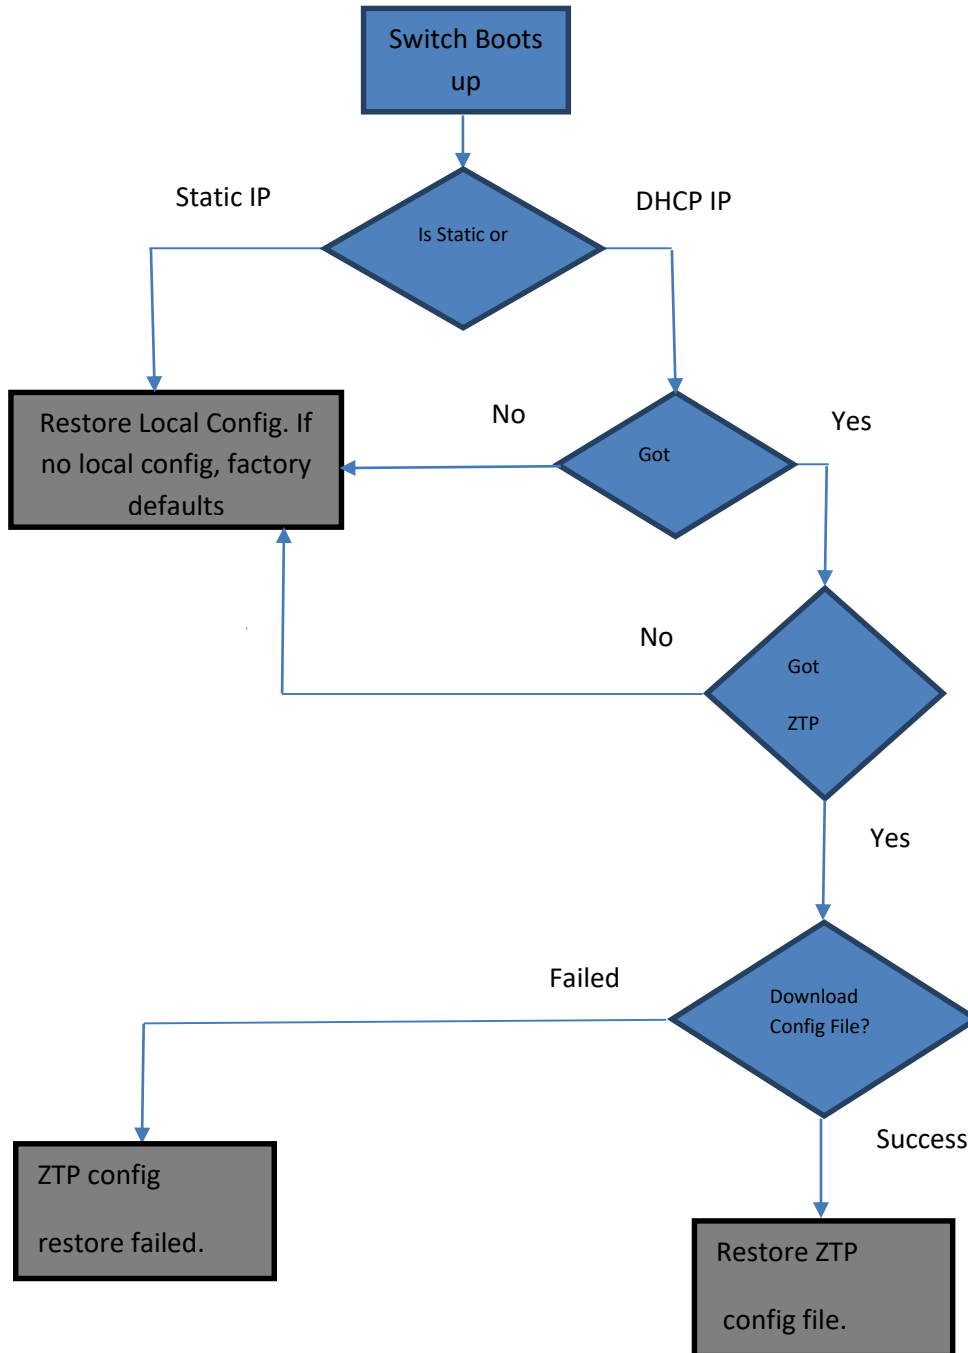 Switch Boots
up
Static IP
DHCP IP
Is Static or
Restore Local Config. If
no local config, factory
defaults
No
Yes
Got
No
Got
ZTP
Yes
Failed
Download
Config File?
Success
ZTP config
restore failed.
Restore ZTP
config file.